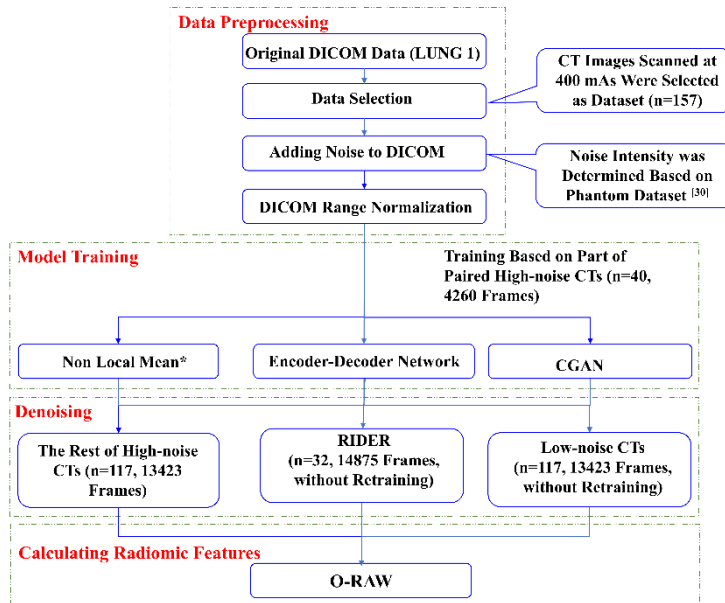 Data Preprocessing
Original DICOM Data (LUNG 1)
Data Selection
CT Images Scanned at
400 mAs Were Selected
as Dataset (n=157)
Adding Noise to DICOM
Noise Intensity was
Determined Based on
Phantom Dataset [30]
DICOM Range Normalization
Model Training
Training Based on Part of
Paired High-noise CTs (n=40,
4260 Frames)
Non Local Mean*
Encoder-Decoder Network
CGAN
Denoising
The Rest of High-noise
CTs (n=117, 13423
Frames)
RIDER
(n=32, 14875 Frames,
without Retraining)
Low-noise CTs
(n=117, 13423 Frames,
without Retraining)
Calculating Radiomic Features
O-RAW